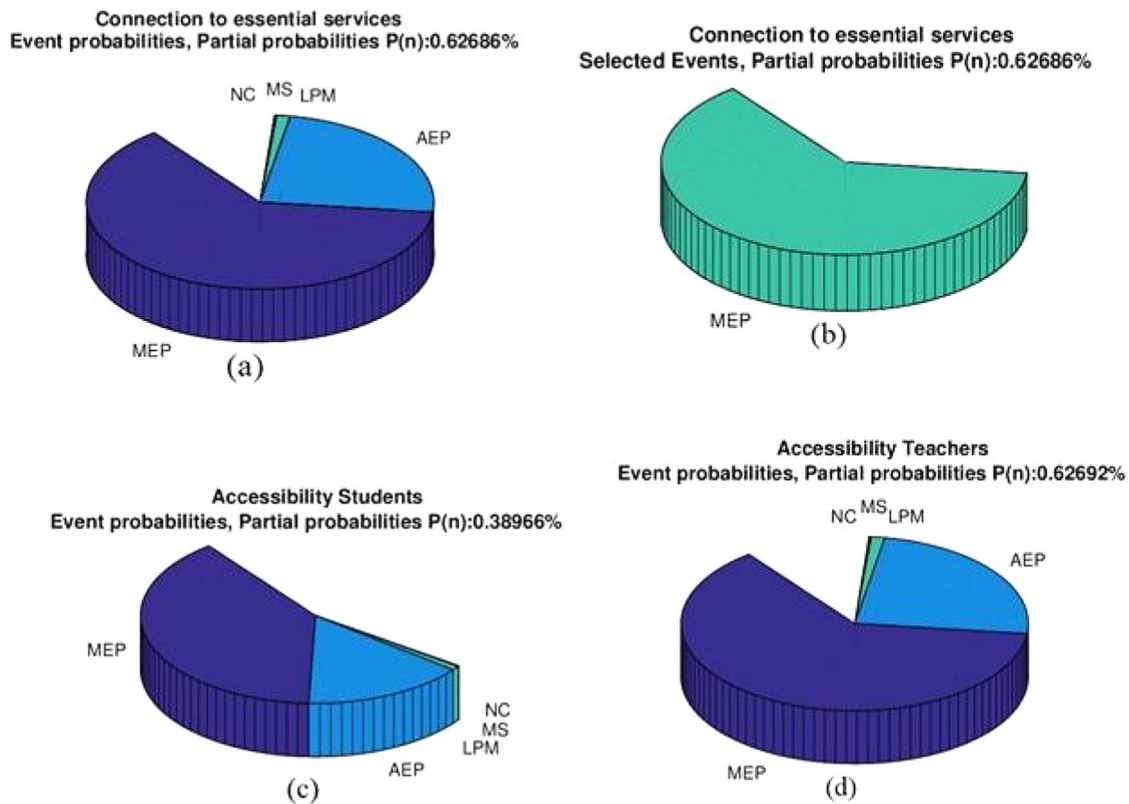 Connection to essential services
Event probabilities, Partial probabilities P(n):0.62686%
NC MS LPM
AEP
MEP
(a)
Connection to essential services
Selected Events, Partial probabilities P(n):0.62686%
MEP
(b)
Accessibility Students
Event probabilities, Partial probabilities P(n):0.38966%
MEP
NC
MS
LPM
AEP
(c)
Accessibility Teachers
Event probabilities, Partial probabilities P(n):0.62692%
NC MS LPM
AEP
MEP
(d)